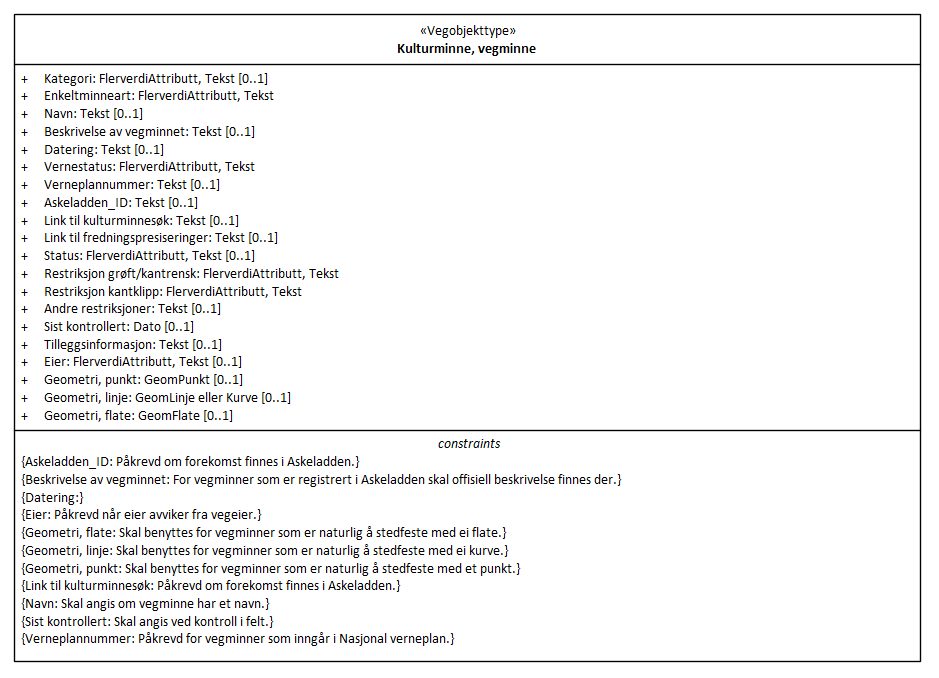 «Vegobjekttype»
Kulturminne, vegminne
+ Kategori: FlerverdiAttributt, Tekst [0..1]
+ Enkeltminneart: FlerverdiAttributt, Tekst
+ Navn: Tekst [0..1]
+ Beskrivelse av vegminnet: Tekst [0..1]
+ Datering: Tekst [0..1]
+ Vernestatus: FlerverdiAttributt, Tekst
+ Verneplannummer: Tekst [0..1]
+ Askeladden_ID: Tekst [0..1]
+ Link til kulturminnesøk: Tekst [0..1]
+ Link til fredningspresiseringer: Tekst [0..1]
+ Status: FlerverdiAttributt, Tekst [0..1]
+ Restriksjon grøft/kantrensk: FlerverdiAttributt, Tekst
+ Restriksjon kantklipp: FlerverdiAttributt, Tekst
+ Andre restriksjoner: Tekst [0..1]
+ Sist kontrollert: Dato [0..1]
+ Tilleggsinformasjon: Tekst [0..1]
+ Eier: FlerverdiAttributt, Tekst [0..1]
+ Geometri, punkt: GeomPunkt [0..1]
+ Geometri, linje: GeomLinje eller Kurve [0..1]
+ Geometri, flate: GeomFlate [0..1]
constraints
{Askeladden_ID: Påkrevd om forekomst finnes i Askeladden.}
{Beskrivelse av vegminnet: For vegminner som er registrert i Askeladden skal offisiell beskrivelse finnes der.}
{Datering:}
{Eier: Påkrevd når eier avviker fra vegeier.}
{Geometri, flate: Skal benyttes for vegminner som er naturlig å stedfeste med ei flate.}
{Geometri, linje: Skal benyttes for vegminner som er naturlig å stedfeste med ei kurve.}
{Geometri, punkt: Skal benyttes for vegminner som er naturlig å stedfeste med et punkt.}
{Link til kulturminnesøk: Påkrevd om forekomst finnes i Askeladden.}
{Navn: Skal angis om vegminne har et navn.}
{Sist kontrollert: Skal angis ved kontroll i felt.}
{Verneplannummer: Påkrevd for vegminner som inngår i Nasjonal verneplan.}